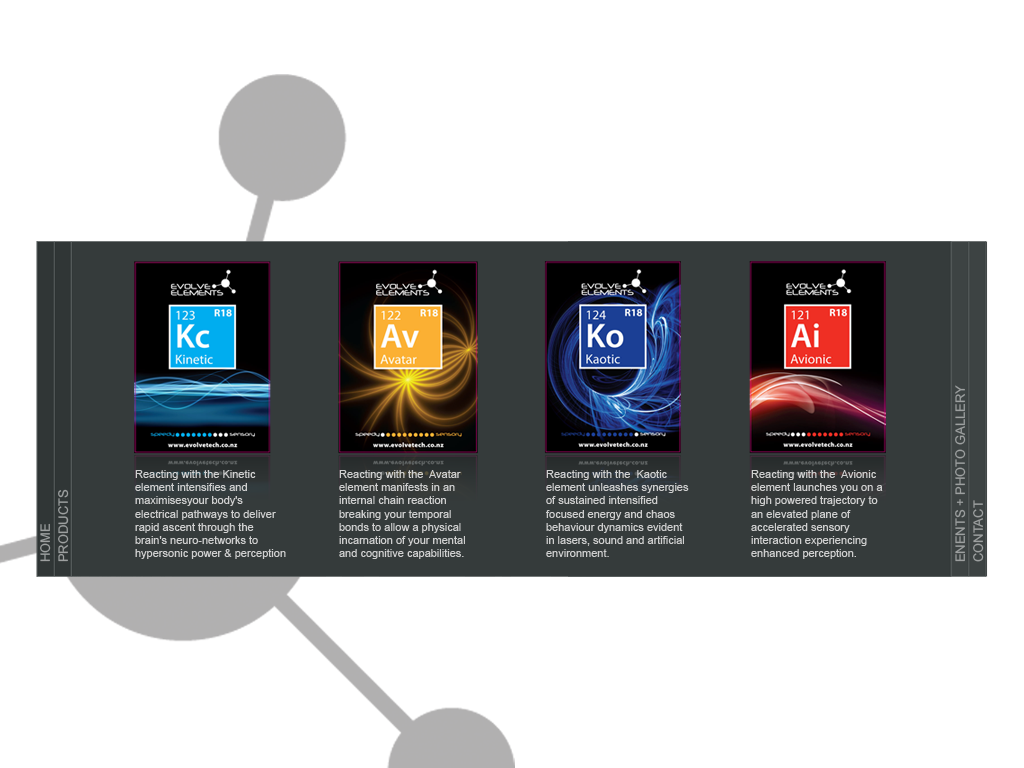 HOME
PRODUCTS
EVOLVE
ELEMENTS
123 R18
Kc
Kinetic
speedy sensory
www.evolvetech.co.nz
Reacting with the Kinetic
element intensifies and
maximisesyour body's
electrical pathways to deliver
rapid ascent through the
brain's neuro-networks to
hypersonic power & perception
EVOLVE
ELEMENTS
122 R18
Av
Avatar
speedy sensory
www.evolvetech.co.nz
Reacting with the Avatar
element manifests in an
internal chain reaction
breaking your temporal
bonds to allow a physical
incarnation of your mental
and cognitive capabilities.
EVOLVE
ELEMENTS
124 R18
Ko
Kaotic
speedy sensory
www.evolvetech.co.nz
Reacting with the Kaotic
element unleashes synergies
of sustained intensified
focused energy and chaos
behaviour dynamics evident
in lasers, sound and artificial
environment.
EVOLVE
ELEMENTS
121 R18
Ai
Avionic
speedy sensory
www.evolvetech.co.nz
Reacting with the Avionic
element launches you on a
high powered trajectory to
an elevated plane of
accelerated sensory
interaction experiencing
enhanced perception.
ENENTS + PHOTO GALLERY
CONTACT